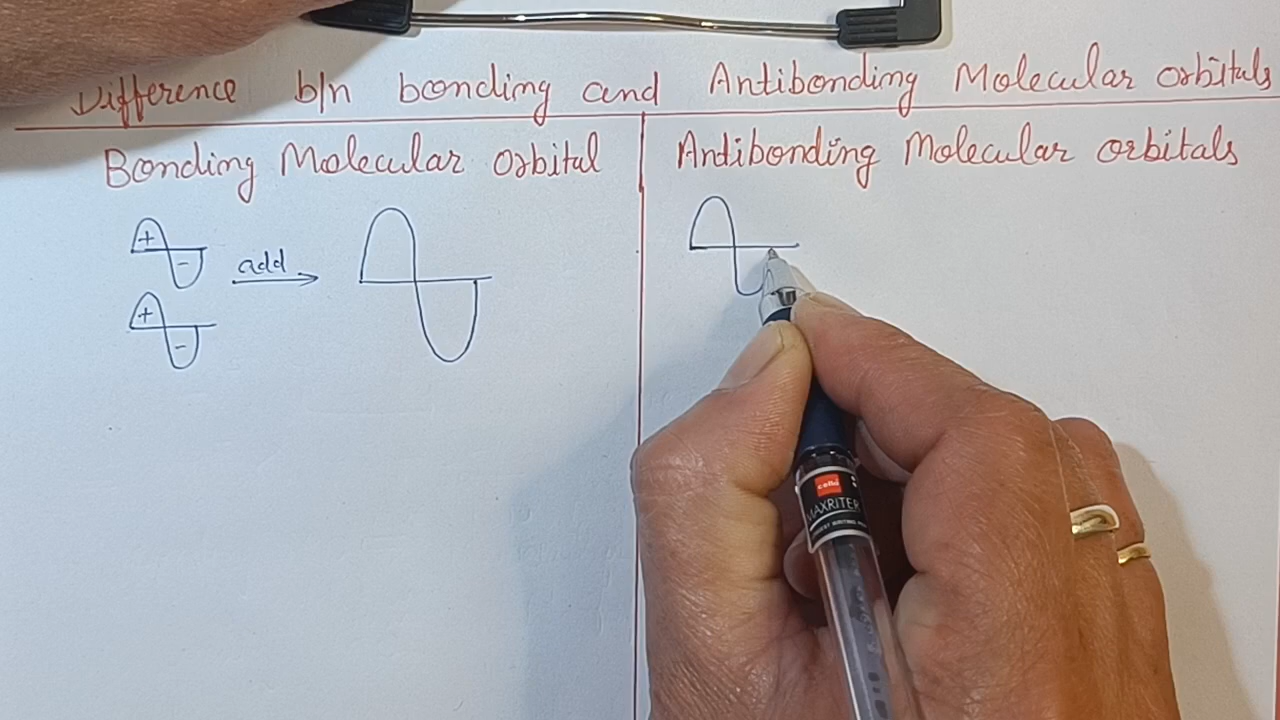 Difference b/n bonding and Antibonding Molecular orbitals
Bonding Molecular orbital
Antibonding Molecular orbitals
+
-
add
+
-
cello
MAXRITER